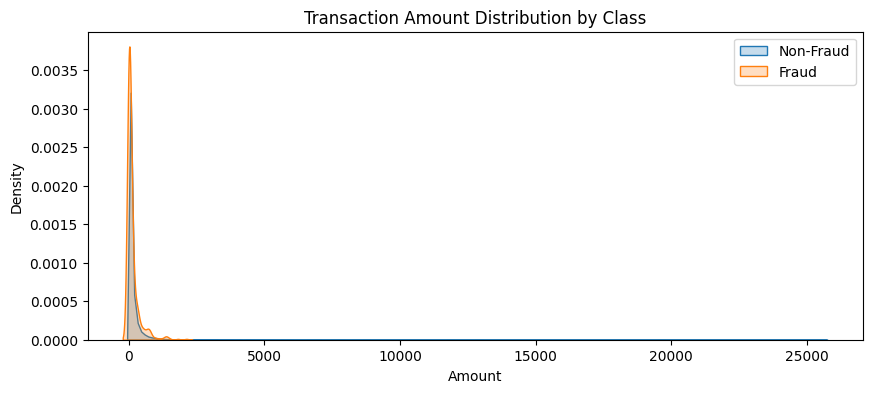 Transaction Amount Distribution by Class
Non-Fraud
Fraud
0.0035
0.0030
0.0025
0.0020
0.0015
0.0010
0.0005
0.0000
Density
0 5000 10000 15000 20000 25000
Amount